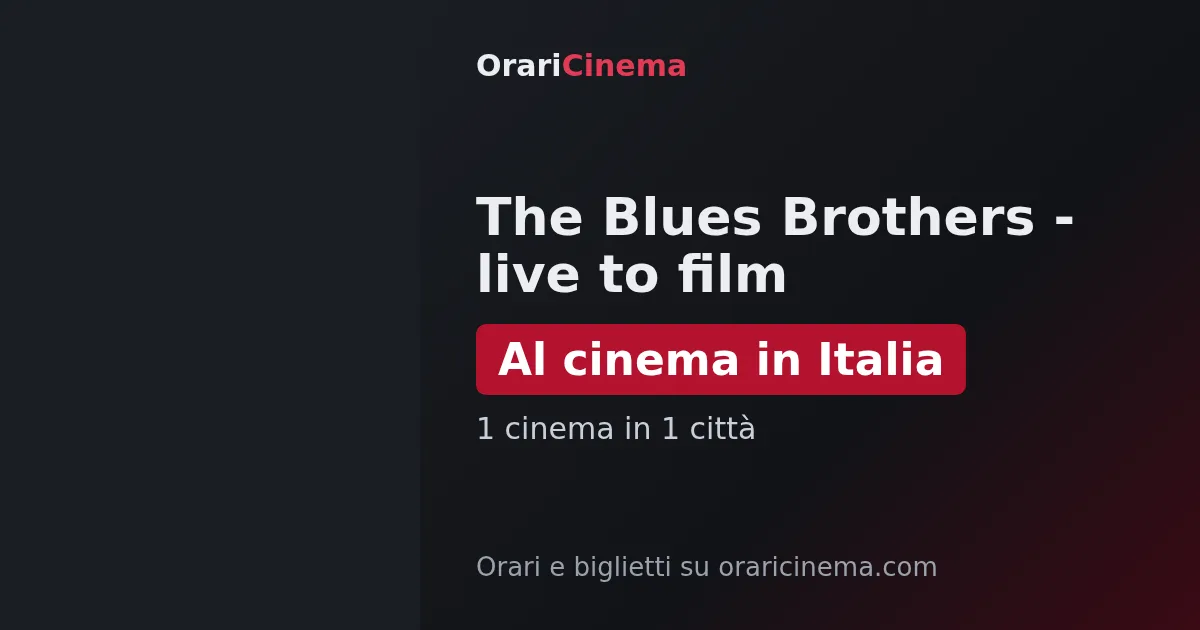 OrariCinema
The Blues Brothers -
live to film
Al cinema in Italia
1 cinema in 1 città
Orari e biglietti su oraricinema.com